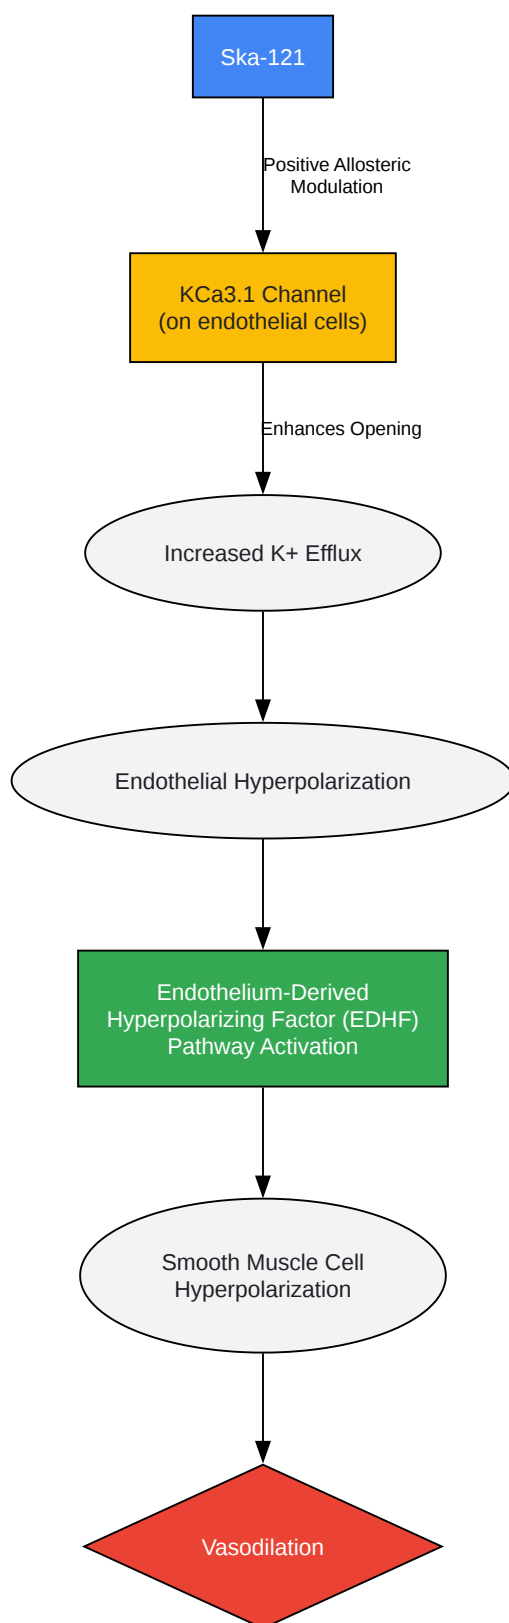 Ska-121
Positive Allosteric
Modulation
KCa3.1 Channel
(on endothelial cells)
Enhances Opening
Increased K+ Efflux
Endothelial Hyperpolarization
Endothelium-Derived
Hyperpolarizing Factor (EDHF)
Pathway Activation
Smooth Muscle Cell
Hyperpolarization
Vasodilation